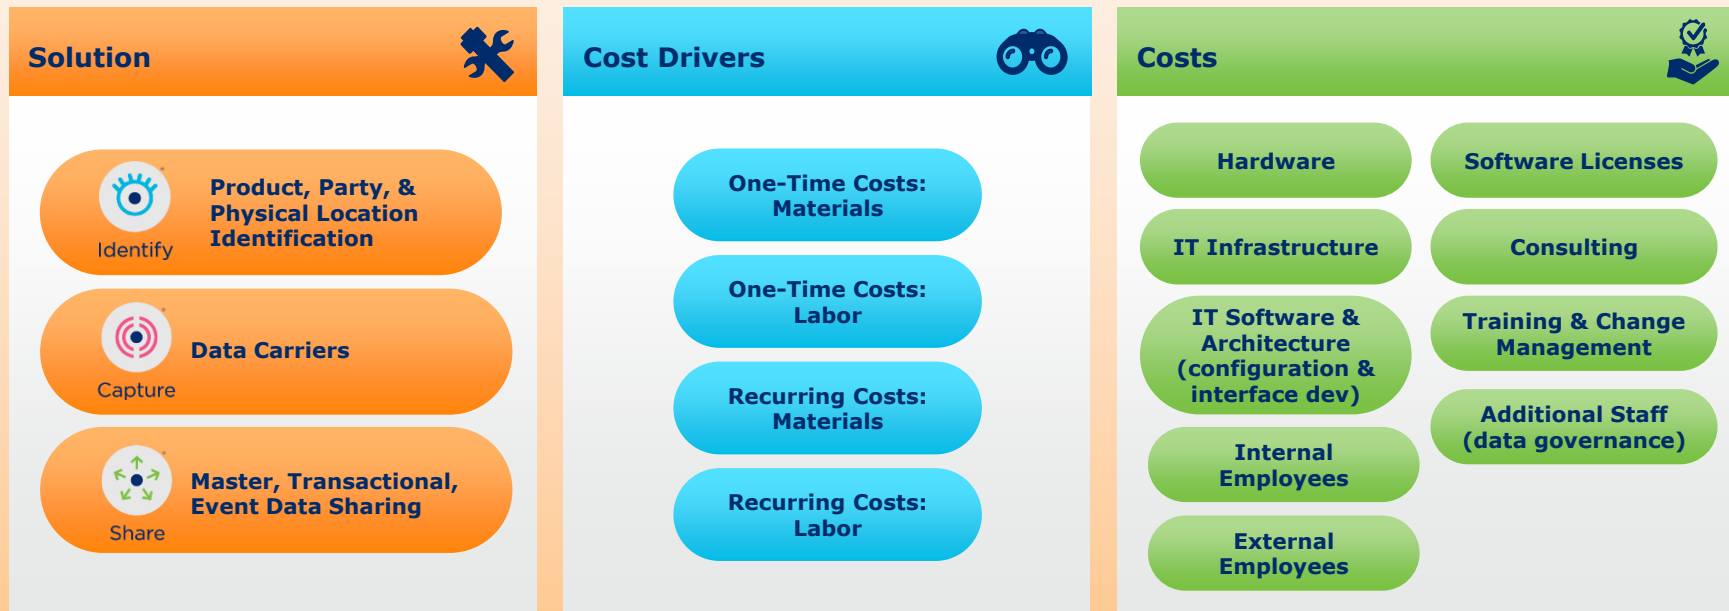 Solution
Identify
Product, Party, &
Physical Location
Identification
Capture
Data Carriers
Share
Master, Transactional,
Event Data Sharing
Cost Drivers
One-Time Costs:
Materials
One-Time Costs:
Labor
Recurring Costs:
Materials
Recurring Costs:
Labor
Costs
Hardware
IT Infrastructure
IT Software &
Architecture
(configuration &
interface dev)
Internal
Employees
External
Employees
Software Licenses
Consulting
Training & Change
Management
Additional Staff
(data governance)